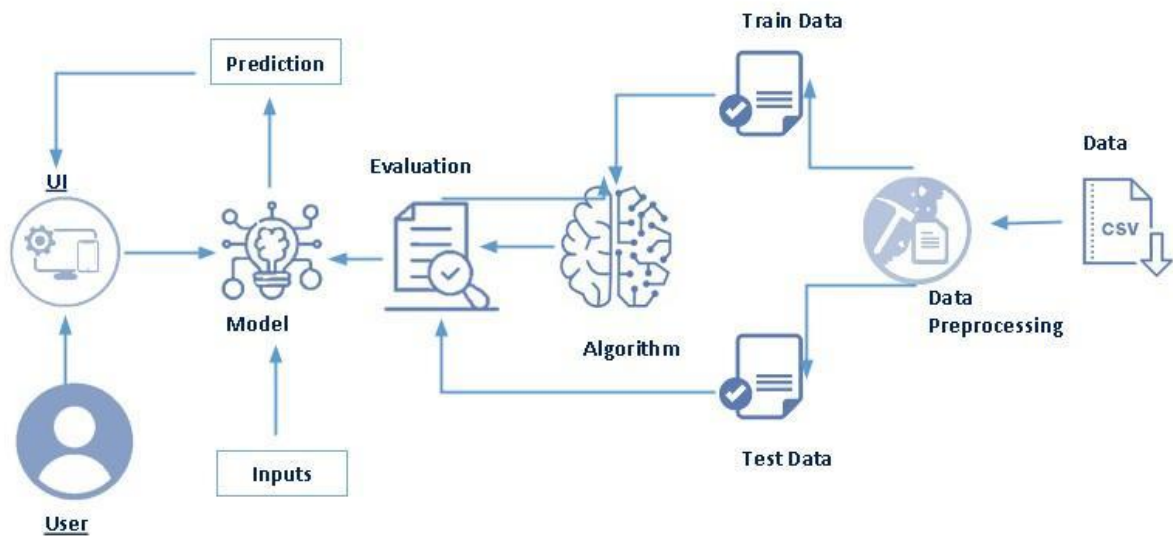 Train Data
Prediction
Data
Evaluation
UI
CSV
Model
Algorithm
Data
Preprocessing
Inputs
Test Data
User